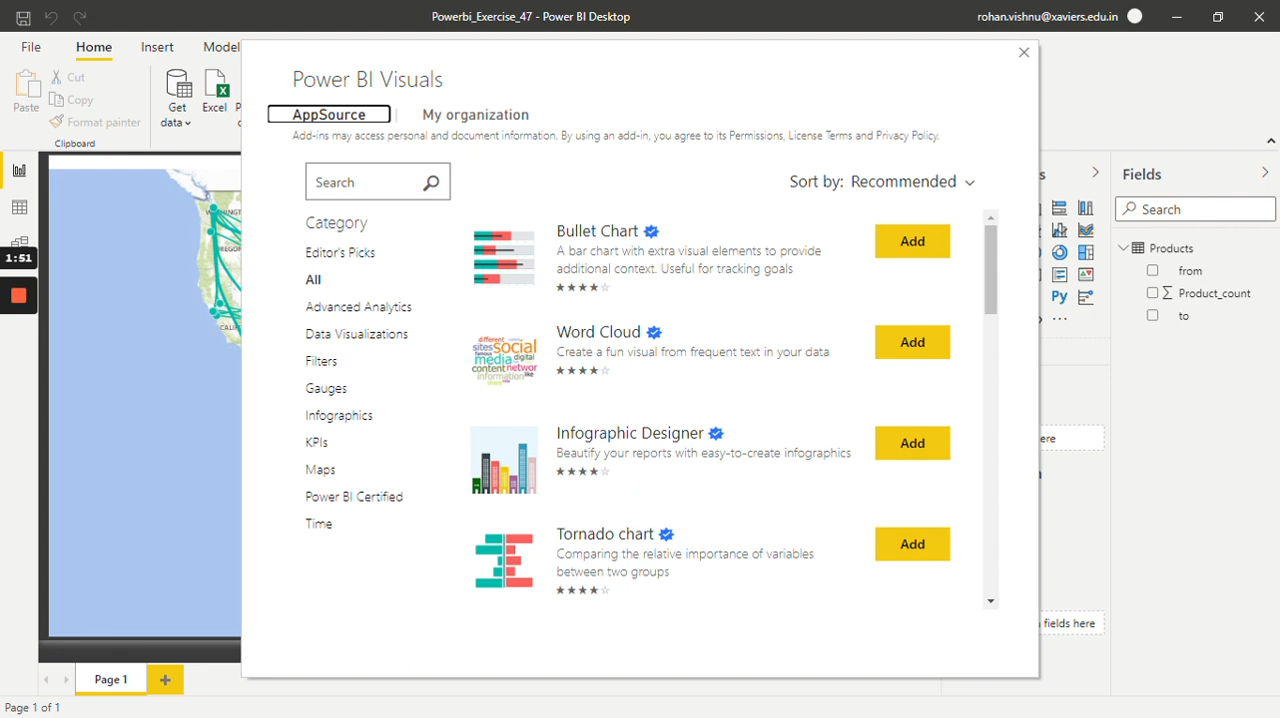 Powerbi_Exercise_47 - Power BI Desktop
rohan.vishnu@xaviers.edu.in
File
Home
Insert
Model
Paste
Cut
Copy
Format painter
Clipboard
Get data
Excel
Power BI Visuals
AppSource
My organization
Add-ins may access personal and document information. By using an add-in, you agree to its Permissions, License Terms and Privacy Policy.
Search
Sort by: Recommended
Category
Editor's Picks
All
Advanced Analytics
Data Visualizations
Filters
Gauges
Infographics
KPIs
Maps
Power BI Certified
Time
Bullet Chart
A bar chart with extra visual elements to provide
additional context. Useful for tracking goals
Add
Word Cloud
Create a fun visual from frequent text in your data
Add
Infographic Designer
Beautify your reports with easy-to-create infographics
Add
Tornado chart
Comparing the relative importance of variables
between two groups
Add
Fields
Search
Products
from
Σ Product_count
to
Py
ere
fields here
1:51
Page 1
Page 1 of 1